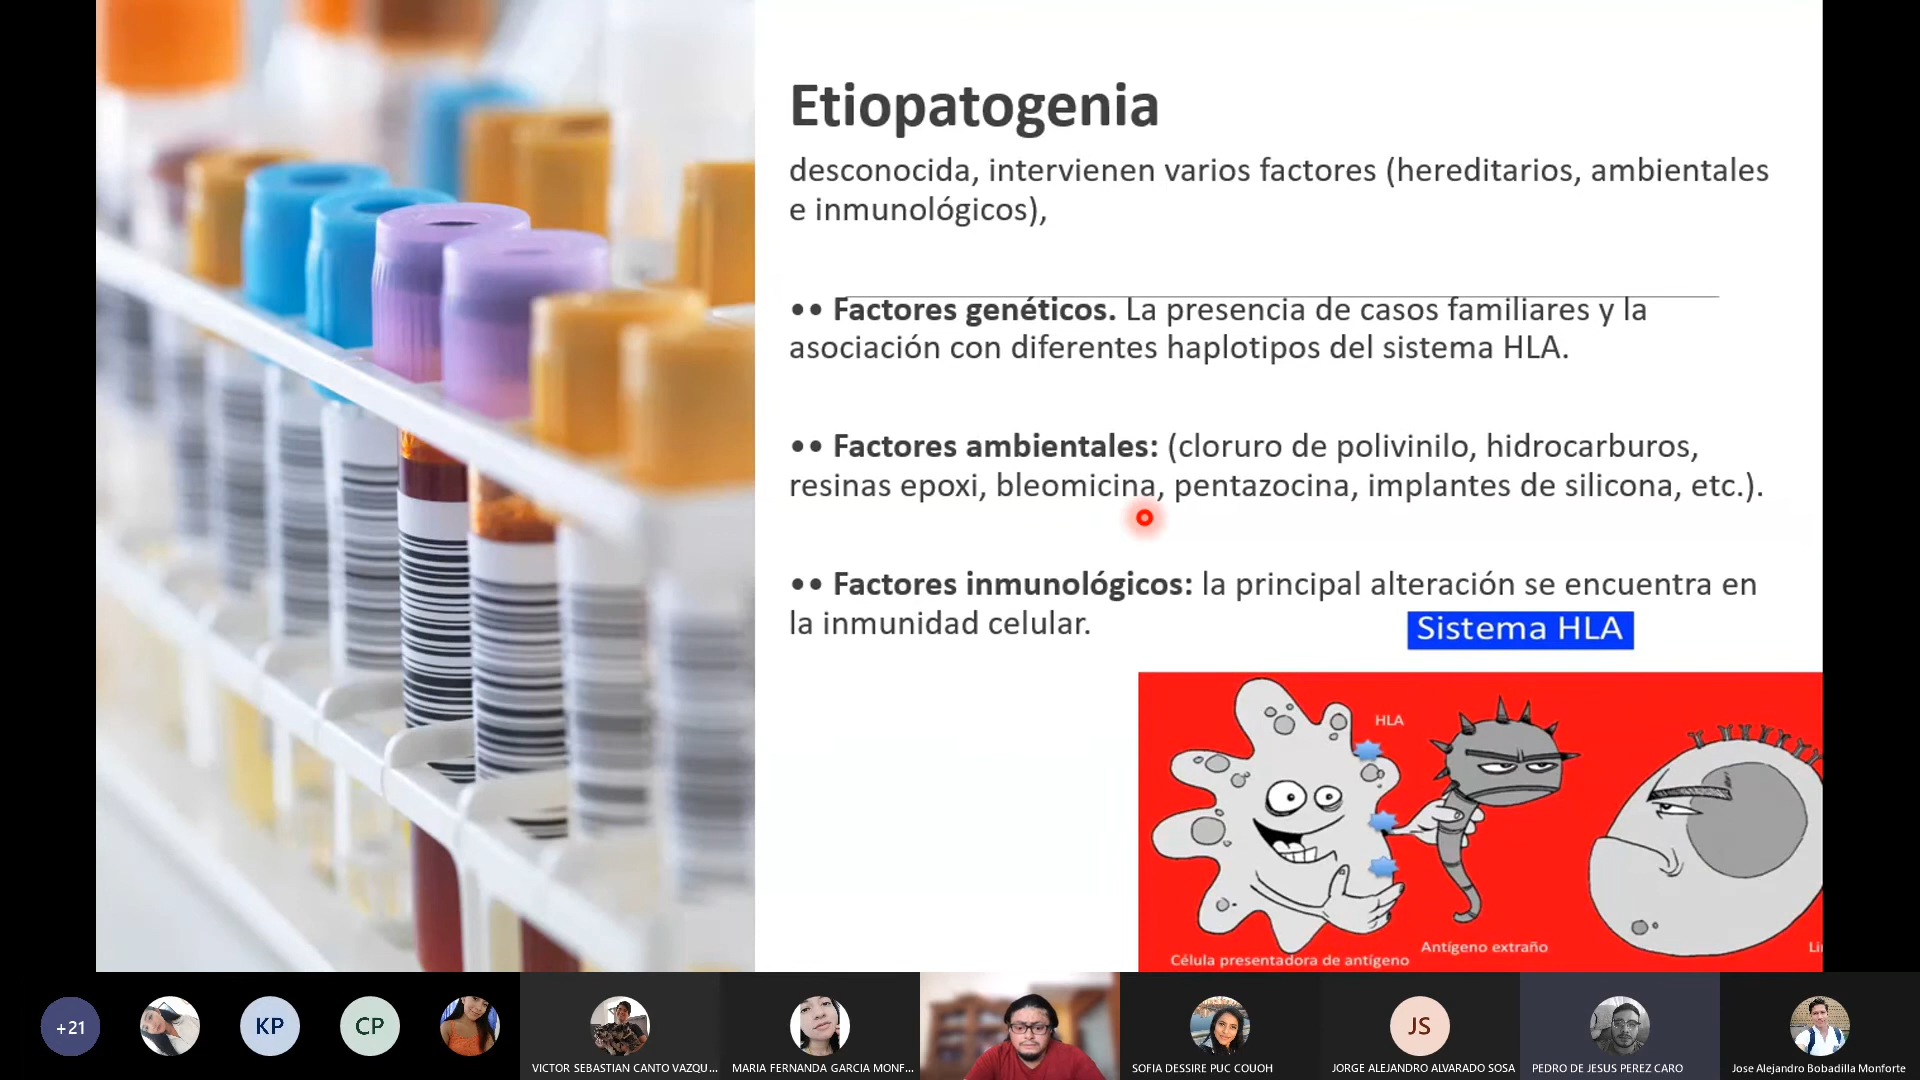 Etiopatogenia
desconocida, intervienen varios factores (hereditarios, ambientales
e inmunológicos),
•• Factores genéticos. La presencia de casos familiares y la
asociación con diferentes haplotipos del sistema HLA.
•• Factores ambientales: (cloruro de polivinilo, hidrocarburos,
resinas epoxi, bleomicina, pentazocina, implantes de silicona, etc.).
•• Factores inmunológicos: la principal alteración se encuentra en
la inmunidad celular.
Sistema HLA
HLA
Antígeno extraño
Célula presentadora de antígeno
+21
KP
CP
JS
VICTOR SEBASTIAN CANTO VAZQU...
MARIA FERNANDA GARCIA MONF...
SOFIA DESSIRE PUC COUOH
JORGE ALEJANDRO ALVARADO SOSA
PEDRO DE JESUS PEREZ CARO
Jose Alejandro Bobadilla Monforte